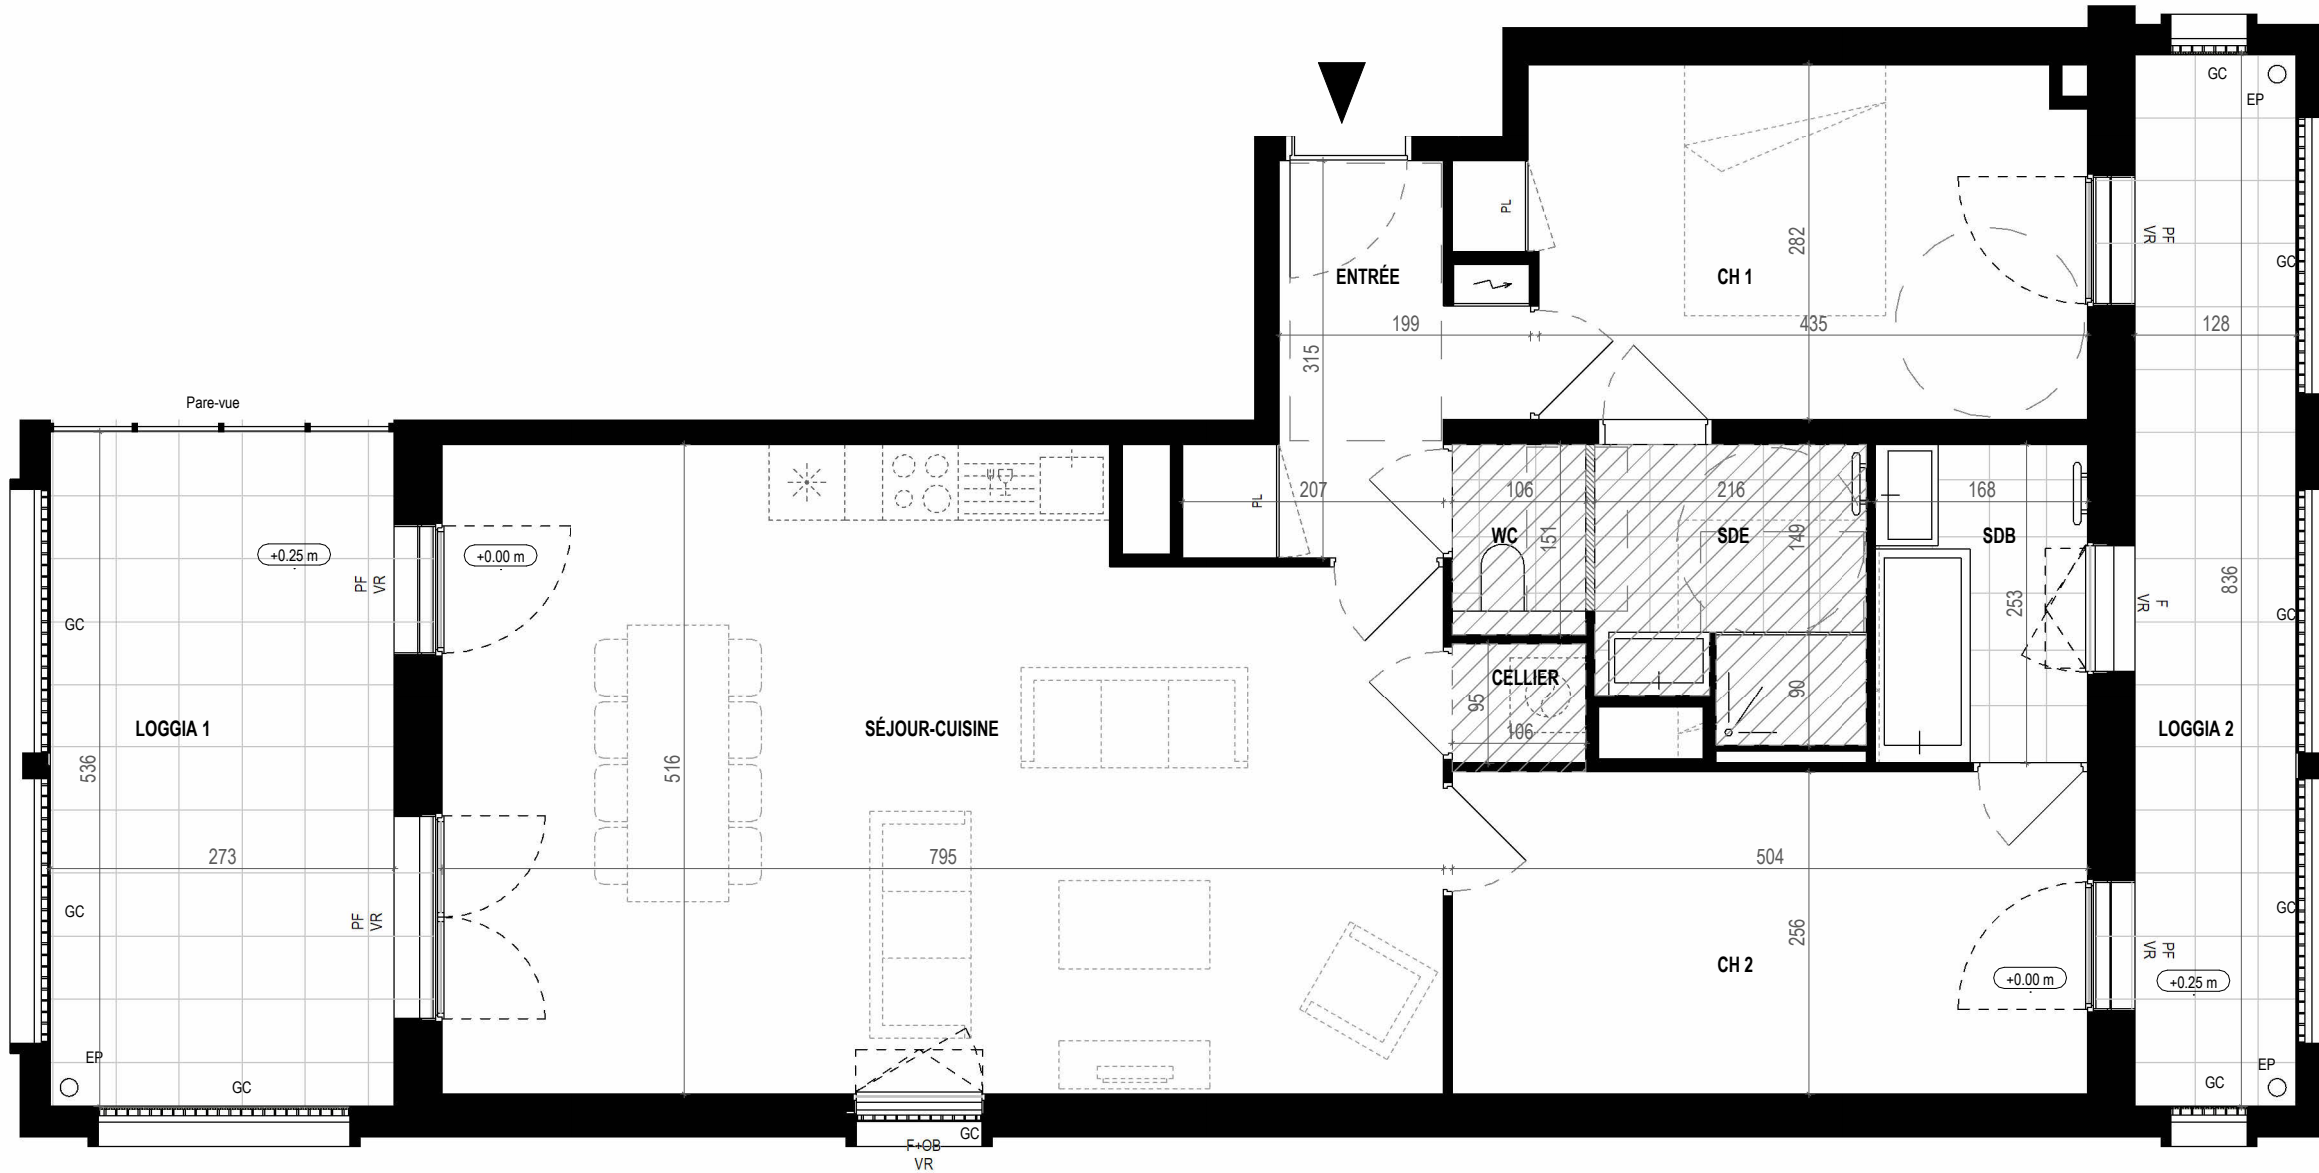 GC
EP
PL
282
PF
VR
GC
ENTRÉE
CH 1
199
435
128
315
Pare-vue
207
106
216
168
PL
WC
151
SDE
149
SDB
+0.25 m
+0.00 m
PF
VR
836
253
F
VR
GC
GC
CELLIER
95
90
106
LOGGIA 1
SÉJOUR-CUISINE
LOGGIA 2
536
516
273
795
504
GC
PF
VR
256
GC
CH 2
PF
VR
+0.00 m
+0.25 m
EP
GC
EP
GC
GC
F+OB
VR